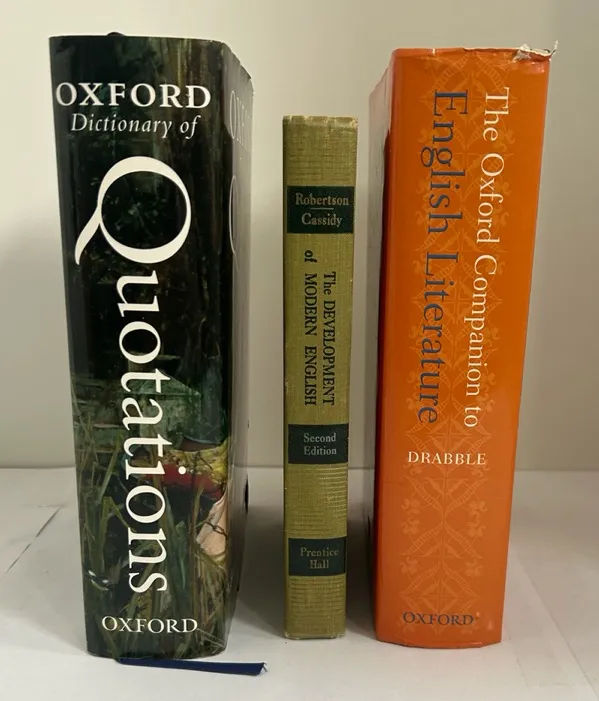 OXFORD
Dictionary of
Quotations
OXFORD
Robertson
Cassidy
The DEVELOPMENT
of MODERN ENGLISH
Second
Edition
Prentice
Hall
The Oxford Companion to
English Literature
DRABBLE
OXFORD